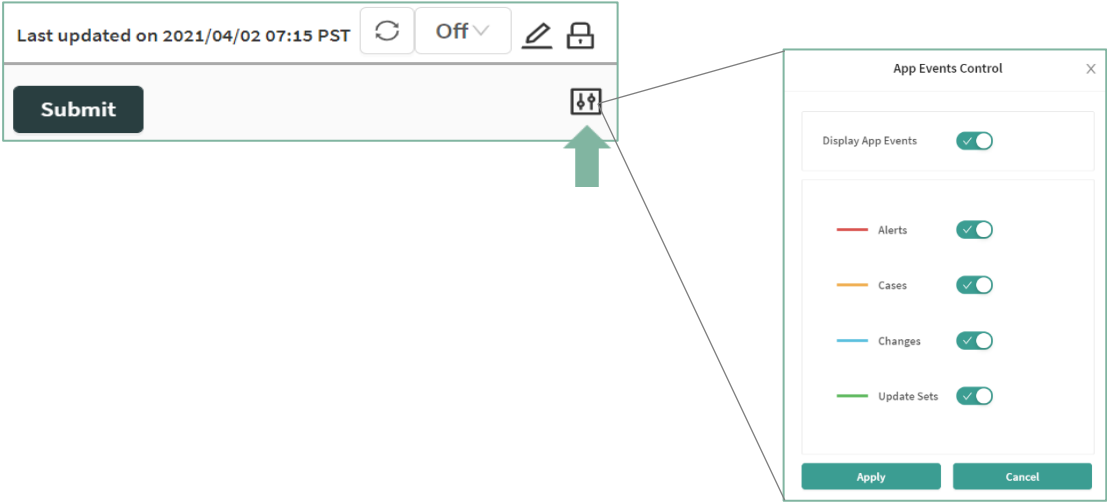 Last updated on 2021/04/02 07:15 PST
Off
Submit
App Events Control
Display App Events
Alerts
Cases
Changes
Update Sets
Apply
Cancel